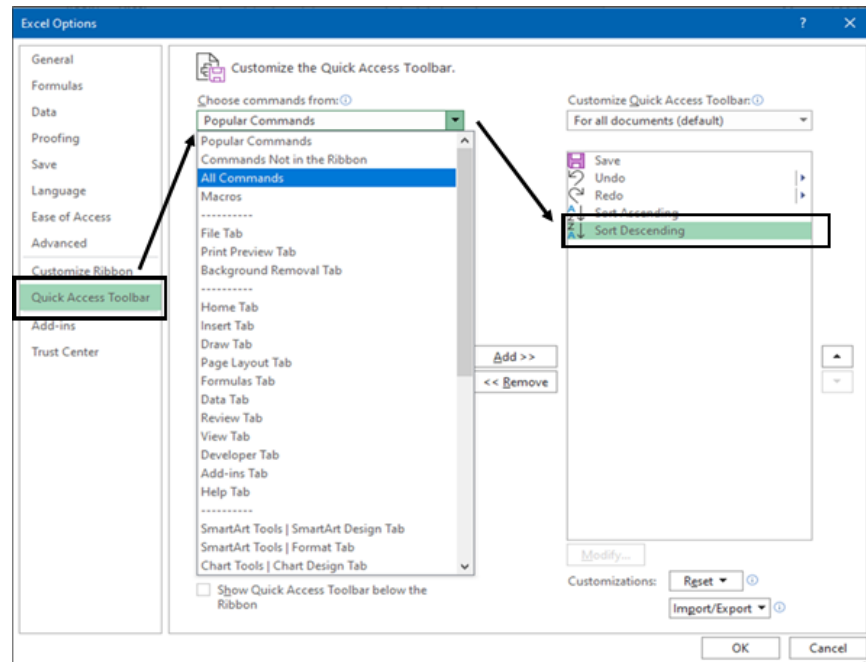 Excel Options
?
General
Formulas
Data
Proofing
Save
Language
Ease of Access
Advanced
Customize Ribbon
Quick Access Toolbar
Add-ins
Trust Center
Customize the Quick Access Toolbar.
Choose commands from:
Popular Commands
Popular Commands
Commands Not in the Ribbon
All Commands
Macros
----------
File Tab
Print Preview Tab
Background Removal Tab
----------
Home Tab
Insert Tab
Draw Tab
Page Layout Tab
Formulas Tab
Data Tab
Review Tab
View Tab
Developer Tab
Add-ins Tab
Help Tab
----------
SmartArt Tools | SmartArt Design Tab
SmartArt Tools | Format Tab
Chart Tools | Chart Design Tab
Show Quick Access Toolbar below the
Ribbon
Add >>
<< Remove
Customize Quick Access Toolbar:
For all documents (default)
Save
Undo
Redo
Sort Ascending
Sort Descending
Modify...
Customizations:
Reset
Import/Export
OK
Cancel